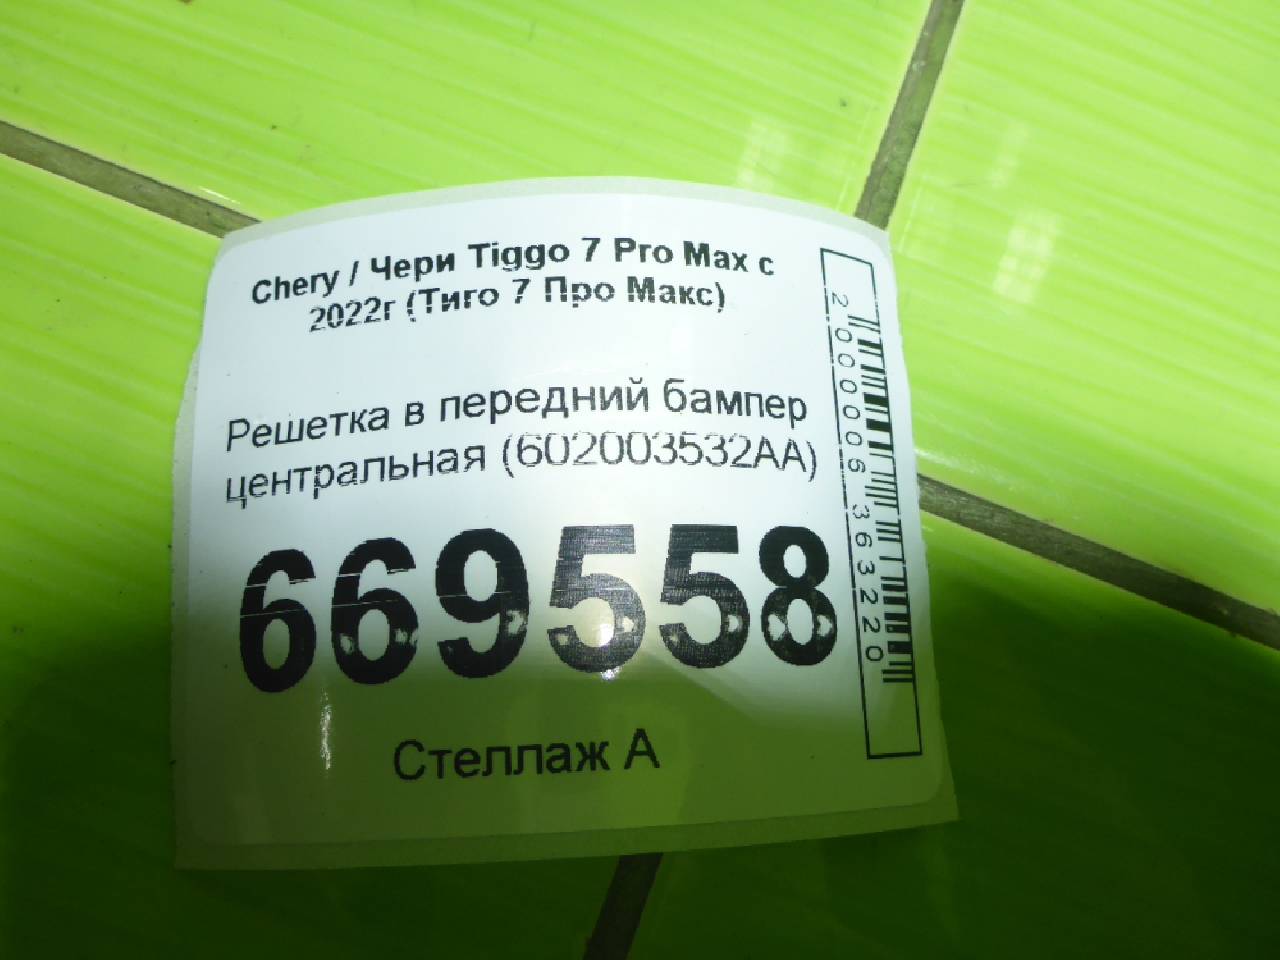 Chery / Чери Tiggo 7 Pro Max с
2022г (Тиго 7 Про Макс)
Решетка в передний бампер
центральная (602003532AA)
669558
Стеллаж А
2000006363220